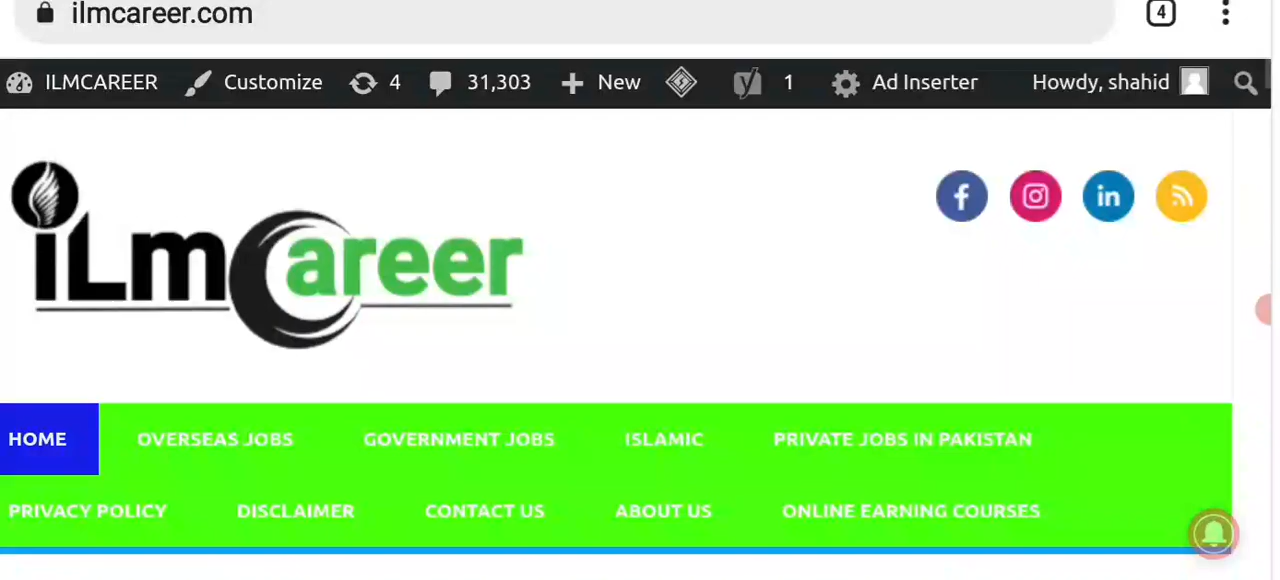 ilmcareer.com 4
ILMCAREER Customize 4 31,303 New 1 Ad Inserter Howdy, shahid
iLmCareer
HOME OVERSEAS JOBS GOVERNMENT JOBS ISLAMIC PRIVATE JOBS IN PAKISTAN
PRIVACY POLICY DISCLAIMER CONTACT US ABOUT US ONLINE EARNING COURSES